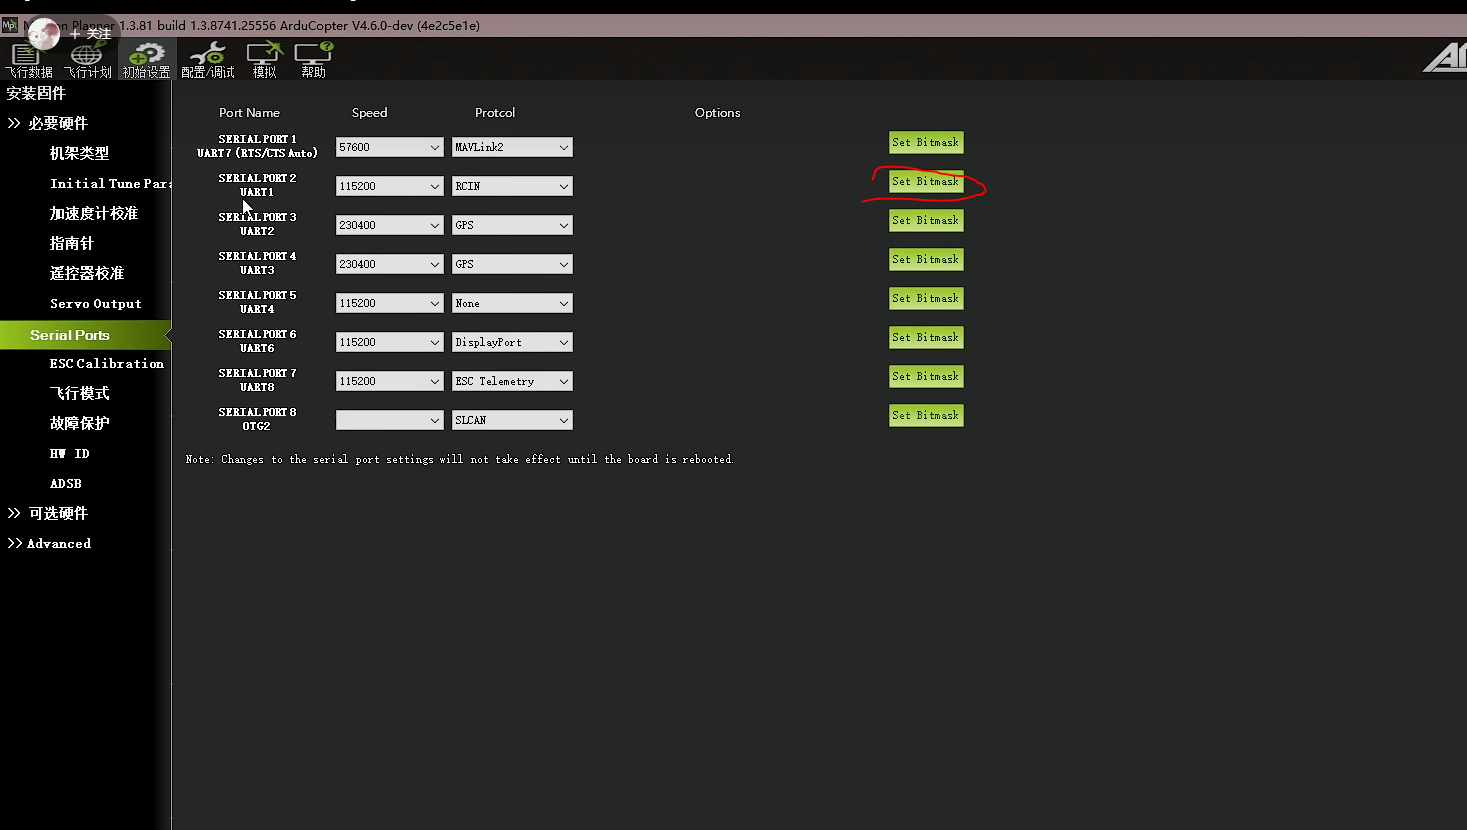 Planner 1.3.81 build 1.3.8741.25556 ArduCopter V4.6.0-dev (4e2c5e1e)
+ 关注
飞行数据 飞行计划 初始设置 配置/调试 模拟 帮助
安装固件
>> 必要硬件
机架类型
Initial Tune Para
加速度计校准
指南针
遥控器校准
Servo Output
Serial Ports
ESC Calibration
飞行模式
故障保护
HW ID
ADSB
>> 可选硬件
>> Advanced
Port Name Speed Protcol Options
SERIAL PORT 1
UART7 (RTS/CTS Auto) 57600 MAVLink2 Set Bitmask
SERIAL PORT 2
UART1 115200 RCIN Set Bitmask
SERIAL PORT 3
UART2 230400 GPS Set Bitmask
SERIAL PORT 4
UART3 230400 GPS Set Bitmask
SERIAL PORT 5
UART4 115200 None Set Bitmask
SERIAL PORT 6
UART6 115200 DisplayPort Set Bitmask
SERIAL PORT 7
UART8 115200 ESC Telemetry Set Bitmask
SERIAL PORT 8
OTG2 SLCAN Set Bitmask
Note: Changes to the serial port settings will not take effect until the board is rebooted.